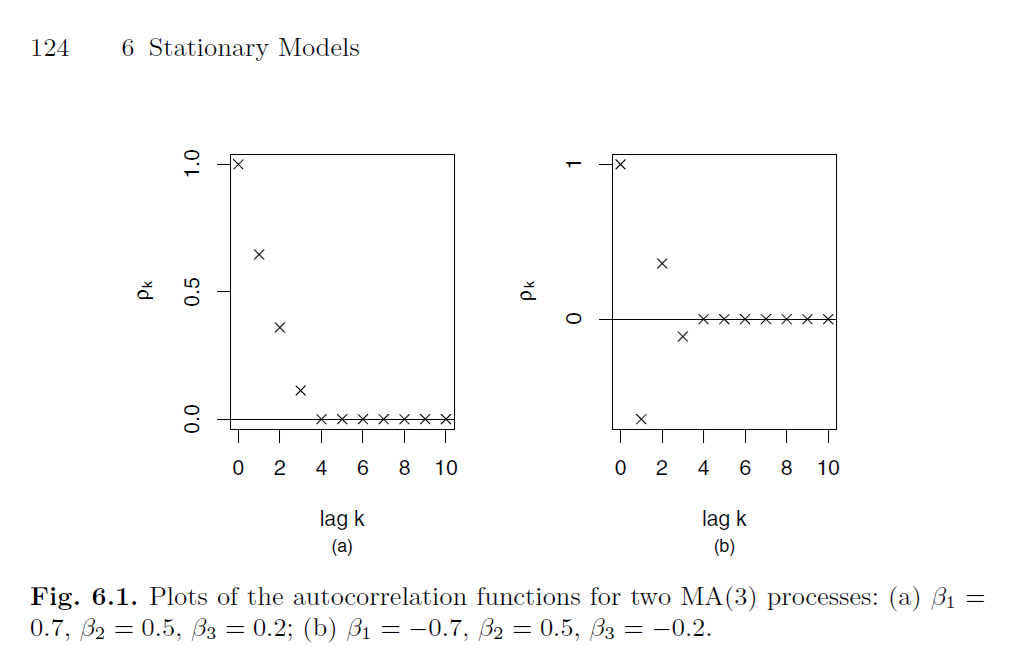 124 6 Stationary Models
1.0
0.5
0.0
ρk
0 2 4 6 8 10
lag k
(a)
1
0
ρk
0 2 4 6 8 10
lag k
(b)
Fig. 6.1. Plots of the autocorrelation functions for two MA(3) processes: (a) β1 =
0.7, β2 = 0.5, β3 = 0.2; (b) β1 = −0.7, β2 = 0.5, β3 = −0.2.